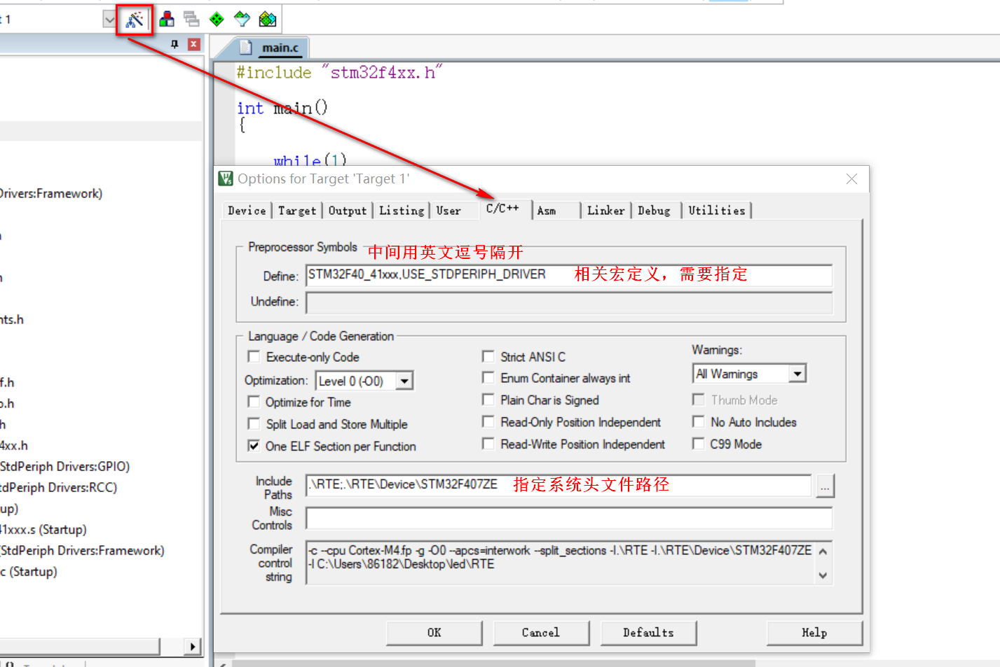 t 1
main.c
#include "stm32f4xx.h"
int main()
{
while(1)
Drivers:Framework)
nts.h
f.h
o.h
h
4xx.h
StdPeriph Drivers:GPIO)
tdPeriph Drivers:RCC)
up)
41xxx.s (Startup)
(StdPeriph Drivers:Framework)
c (Startup)
Options for Target 'Target 1'
Device Target Output Listing User C/C++ Asm Linker Debug Utilities
Preprocessor Symbols 中间用英文逗号隔开
Define: STM32F40_41xxx,USE_STDPERIPH_DRIVER 相关宏定义，需要指定
Undefine:
Language / Code Generation
Execute-only Code Strict ANSI C Warnings:
Optimization: Level 0 (-O0) Enum Container always int All Warnings
Optimize for Time Plain Char is Signed Thumb Mode
Split Load and Store Multiple Read-Only Position Independent No Auto Includes
One ELF Section per Function Read-Write Position Independent C99 Mode
Include Paths .\RTE;.\RTE\Device\STM32F407ZE 指定系统头文件路径 ...
Misc Controls
Compiler control string -c --cpu Cortex-M4.fp -g -O0 --apcs=interwork --split_sections -I.\RTE -I.\RTE\Device\STM32F407ZE
-I C:\Users\86182\Desktop\led\RTE
OK Cancel Defaults Help